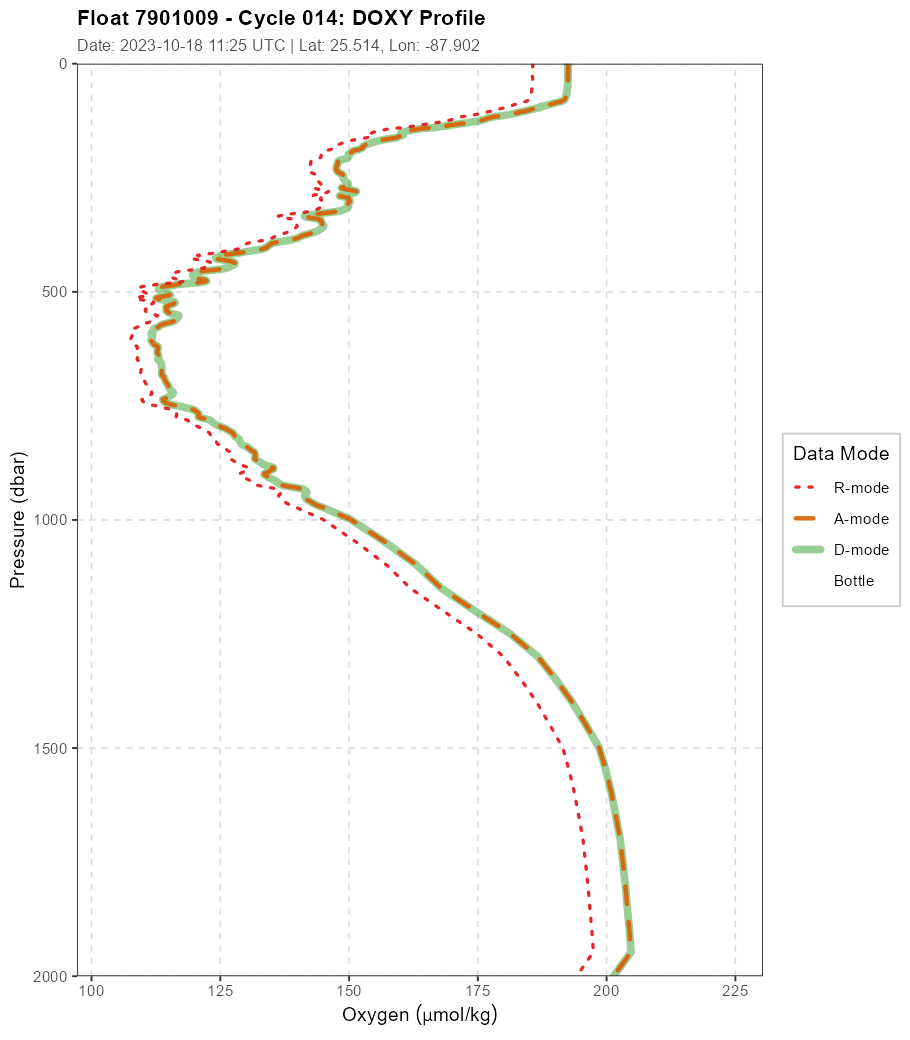 Float 7901009 - Cycle 014: DOXY Profile
Date: 2023-10-18 11:25 UTC | Lat: 25.514, Lon: -87.902
0
500
1000
1500
2000
Pressure (dbar)
100 125 150 175 200 225
Oxygen (μmol/kg)
Data Mode
R-mode
A-mode
D-mode
Bottle